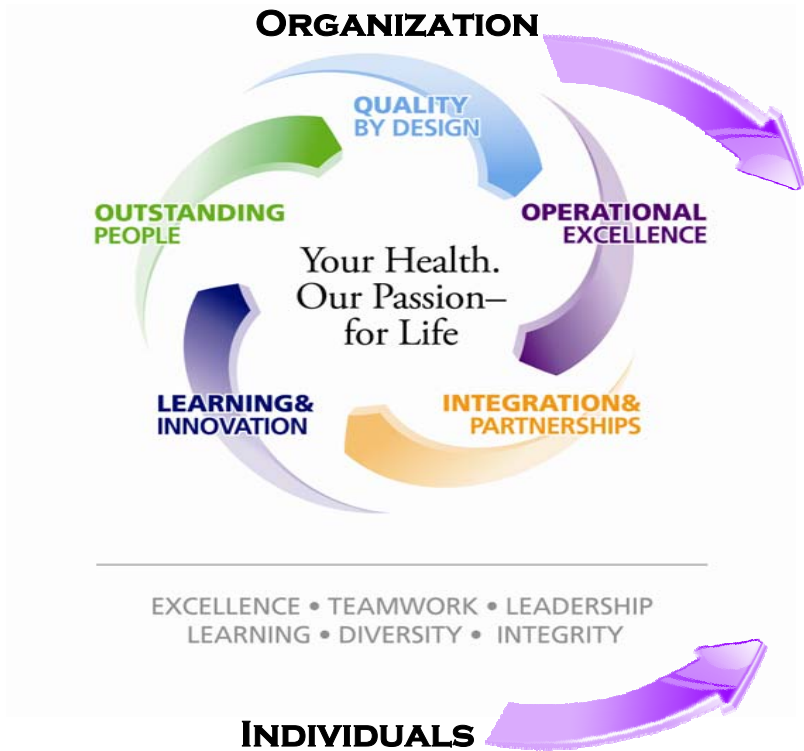 ORGANIZATION
QUALITY
BY DESIGN
OUTSTANDING
PEOPLE
OPERATIONAL
EXCELLENCE
Your Health.
Our Passion–
for Life
LEARNING&
INNOVATION
INTEGRATION&
PARTNERSHIPS
EXCELLENCE • TEAMWORK • LEADERSHIP
LEARNING • DIVERSITY • INTEGRITY
INDIVIDUALS